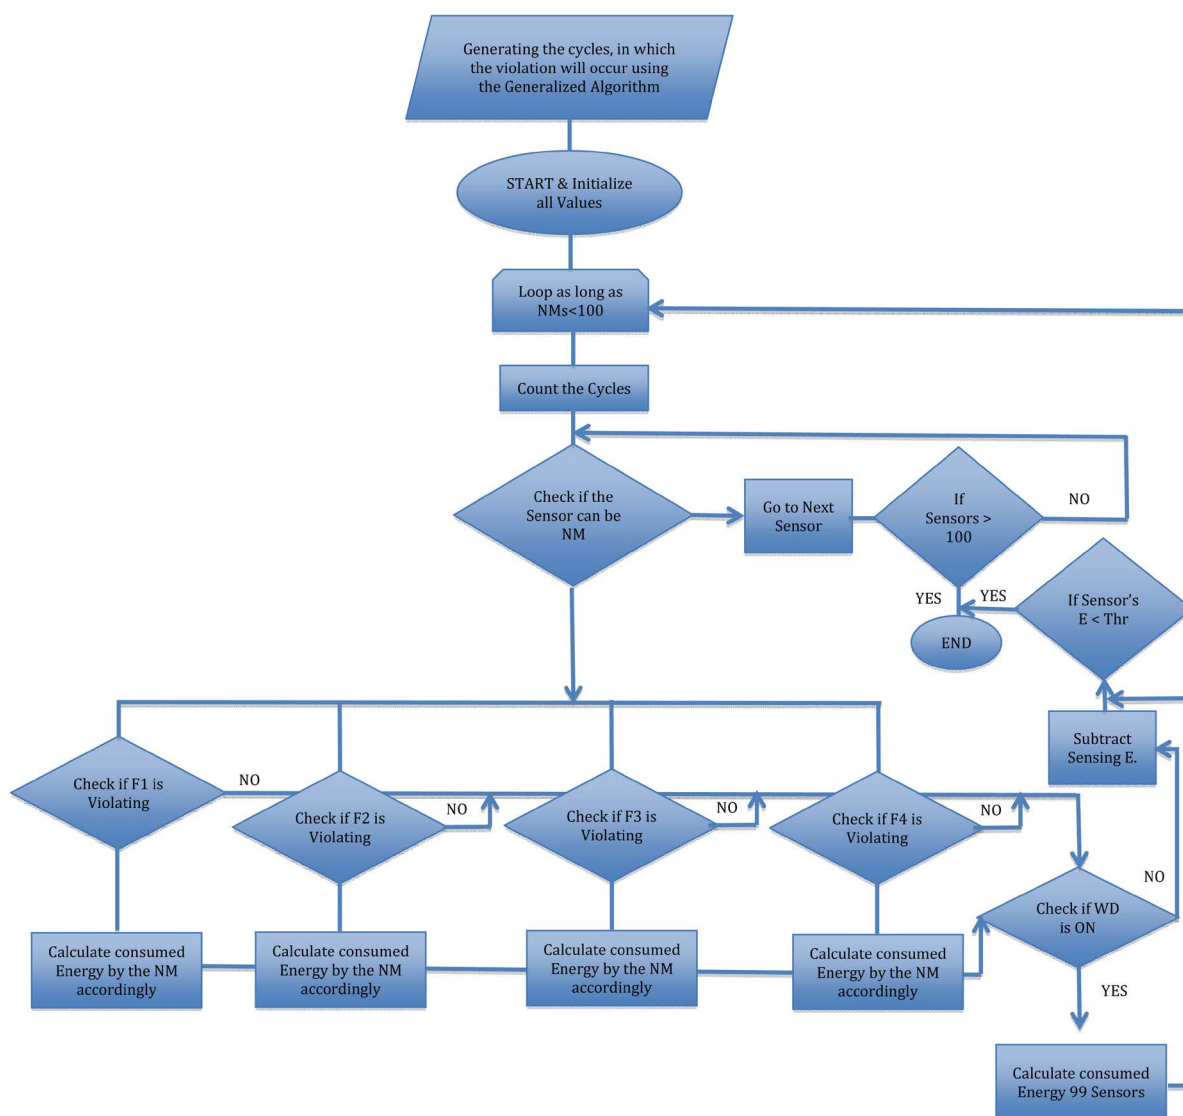 Generating the cycles, in which
the violation will occur using
the Generalized Algorithm
START & Initialize
all Values
Loop as long as
NMs<100
Count the Cycles
Check if the
Sensor can be
NM
Go to Next
Sensor
If
Sensors >
100
NO
YES
END
YES
If Sensor's
E < Thr
Subtract
Sensing E.
Check if F1 is
Violating
NO
Check if F2 is
Violating
NO
Check if F3 is
Violating
NO
Check if F4 is
Violating
NO
Check if WD
is ON
NO
YES
Calculate consumed
Energy by the NM
accordingly
Calculate consumed
Energy by the NM
accordingly
Calculate consumed
Energy by the NM
accordingly
Calculate consumed
Energy by the NM
accordingly
Calculate consumed
Energy 99 Sensors